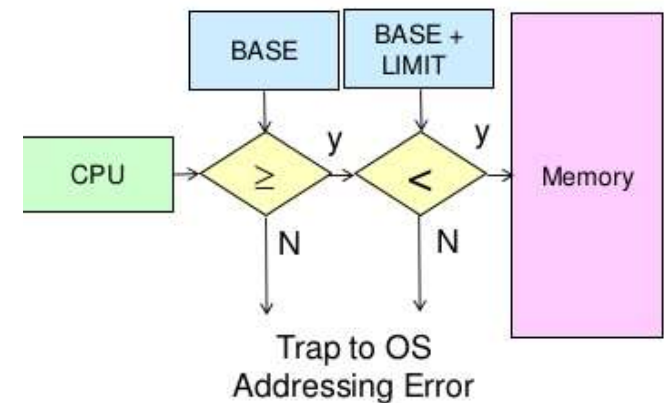 BASE
BASE +
LIMIT
CPU
≥
y
<
y
Memory
N
N
Trap to OS
Addressing Error